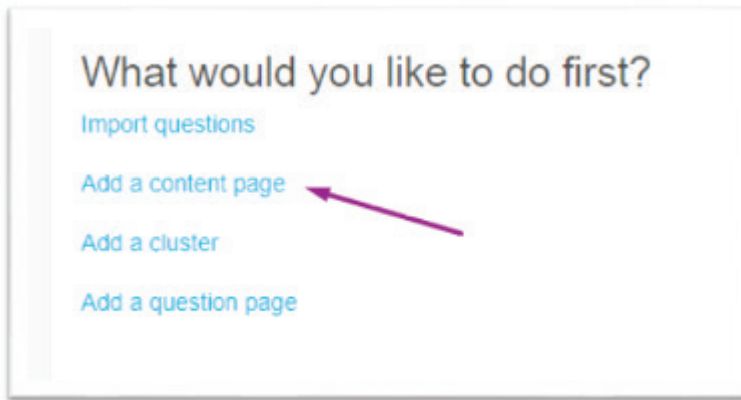 What would you like to do first?
Import questions
Add a content page
Add a cluster
Add a question page